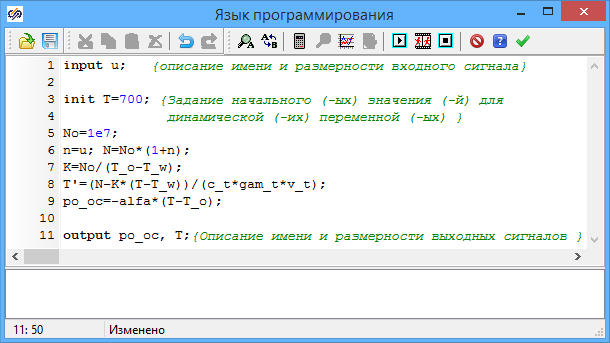 Язык программирования
1 input u; {описание имени и размерности входного сигнала}
2
3 init T=700; {Задание начального (-ых) значения (-й) для
4 динамической (-их) переменной (-ых) }
5 No=1e7;
6 n=u; N=No*(1+n);
7 K=No/(T_o-T_w);
8 T'=(N-K*(T-T_w))/(c_t*gam_t*v_t);
9 po_oc=-alfa*(T-T_o);
10
11 output po_oc, T;{Описание имени и размерности выходных сигналов }
11: 50 Изменено